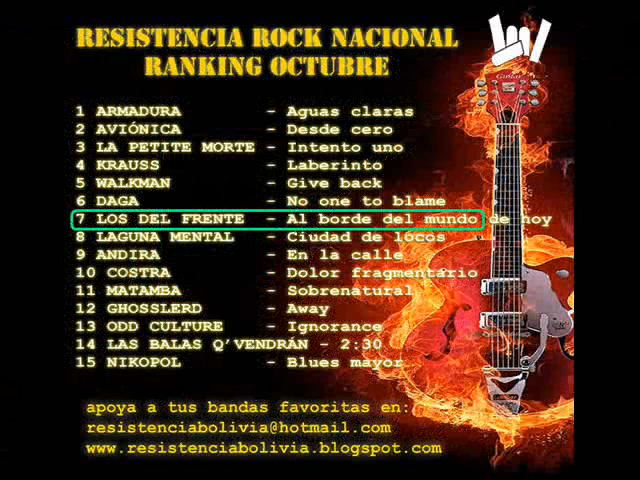 RESISTENCIA ROCK NACIONAL
RANKING OCTUBRE
1 ARMADURA - Aguas claras
2 AVIÓNICA - Desde cero
3 LA PETITE MORTE - Intento uno
4 KRAUSS - Laberinto
5 WALKMAN - Give back
6 DAGA - No one to blame
7 LOS DEL FRENTE - Al borde del mundo de hoy
8 LAGUNA MENTAL - Ciudad de locos
9 ANDIRA - En la calle
10 COSTRA - Dolor fragmentario
11 MATAMBA - Sobrenatural
12 GHOSSLERD - Away
13 ODD CULTURE - Ignorance
14 LAS BALAS Q'VENDRÁN - 2:30
15 NIKOPOL - Blues mayor
apoya a tus bandas favoritas en:
resistenciabolivia@hotmail.com
www.resistenciabolivia.blogspot.com